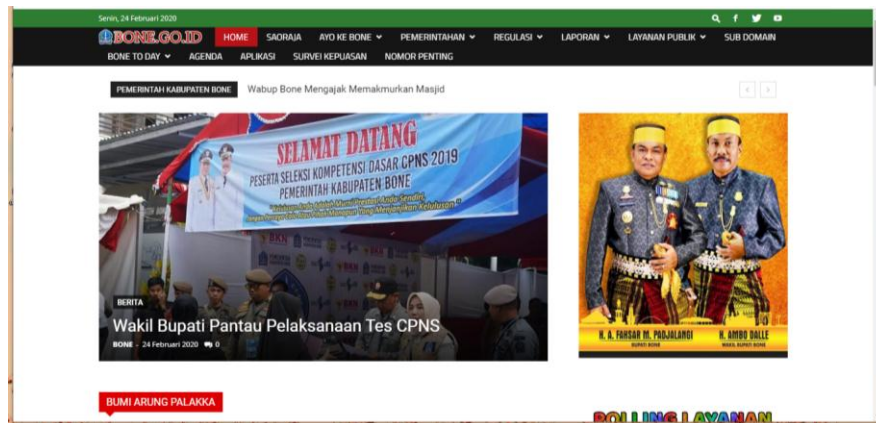 Senin, 24 Februari 2020
BONE.GO.ID
HOME SAORAJA AYO KE BONE PEMERINTAHAN REGULASI LAPORAN LAYANAN PUBLIK SUB DOMAIN
BONE TO DAY AGENDA APLIKASI SURVEI KEPUASAN NOMOR PENTING
PEMERINTAH KABUPATEN BONE Wabup Bone Mengajak Memakmurkan Masjid
SELAMAT DATANG
PESERTA SELEKSI KOMPETENSI DASAR CPNS 2019
PEMERINTAH KABUPATEN BONE
BKN
BERITA
Wakil Bupati Pantau Pelaksanaan Tes CPNS
BONE - 24 Februari 2020 0
H. A. FAHSAR M. PADJALANGI
BUPATI BONE
H. AMBO DALLE
WAKIL BUPATI BONE
BUMI ARUNG PALAKKA
POLLING LAYANAN